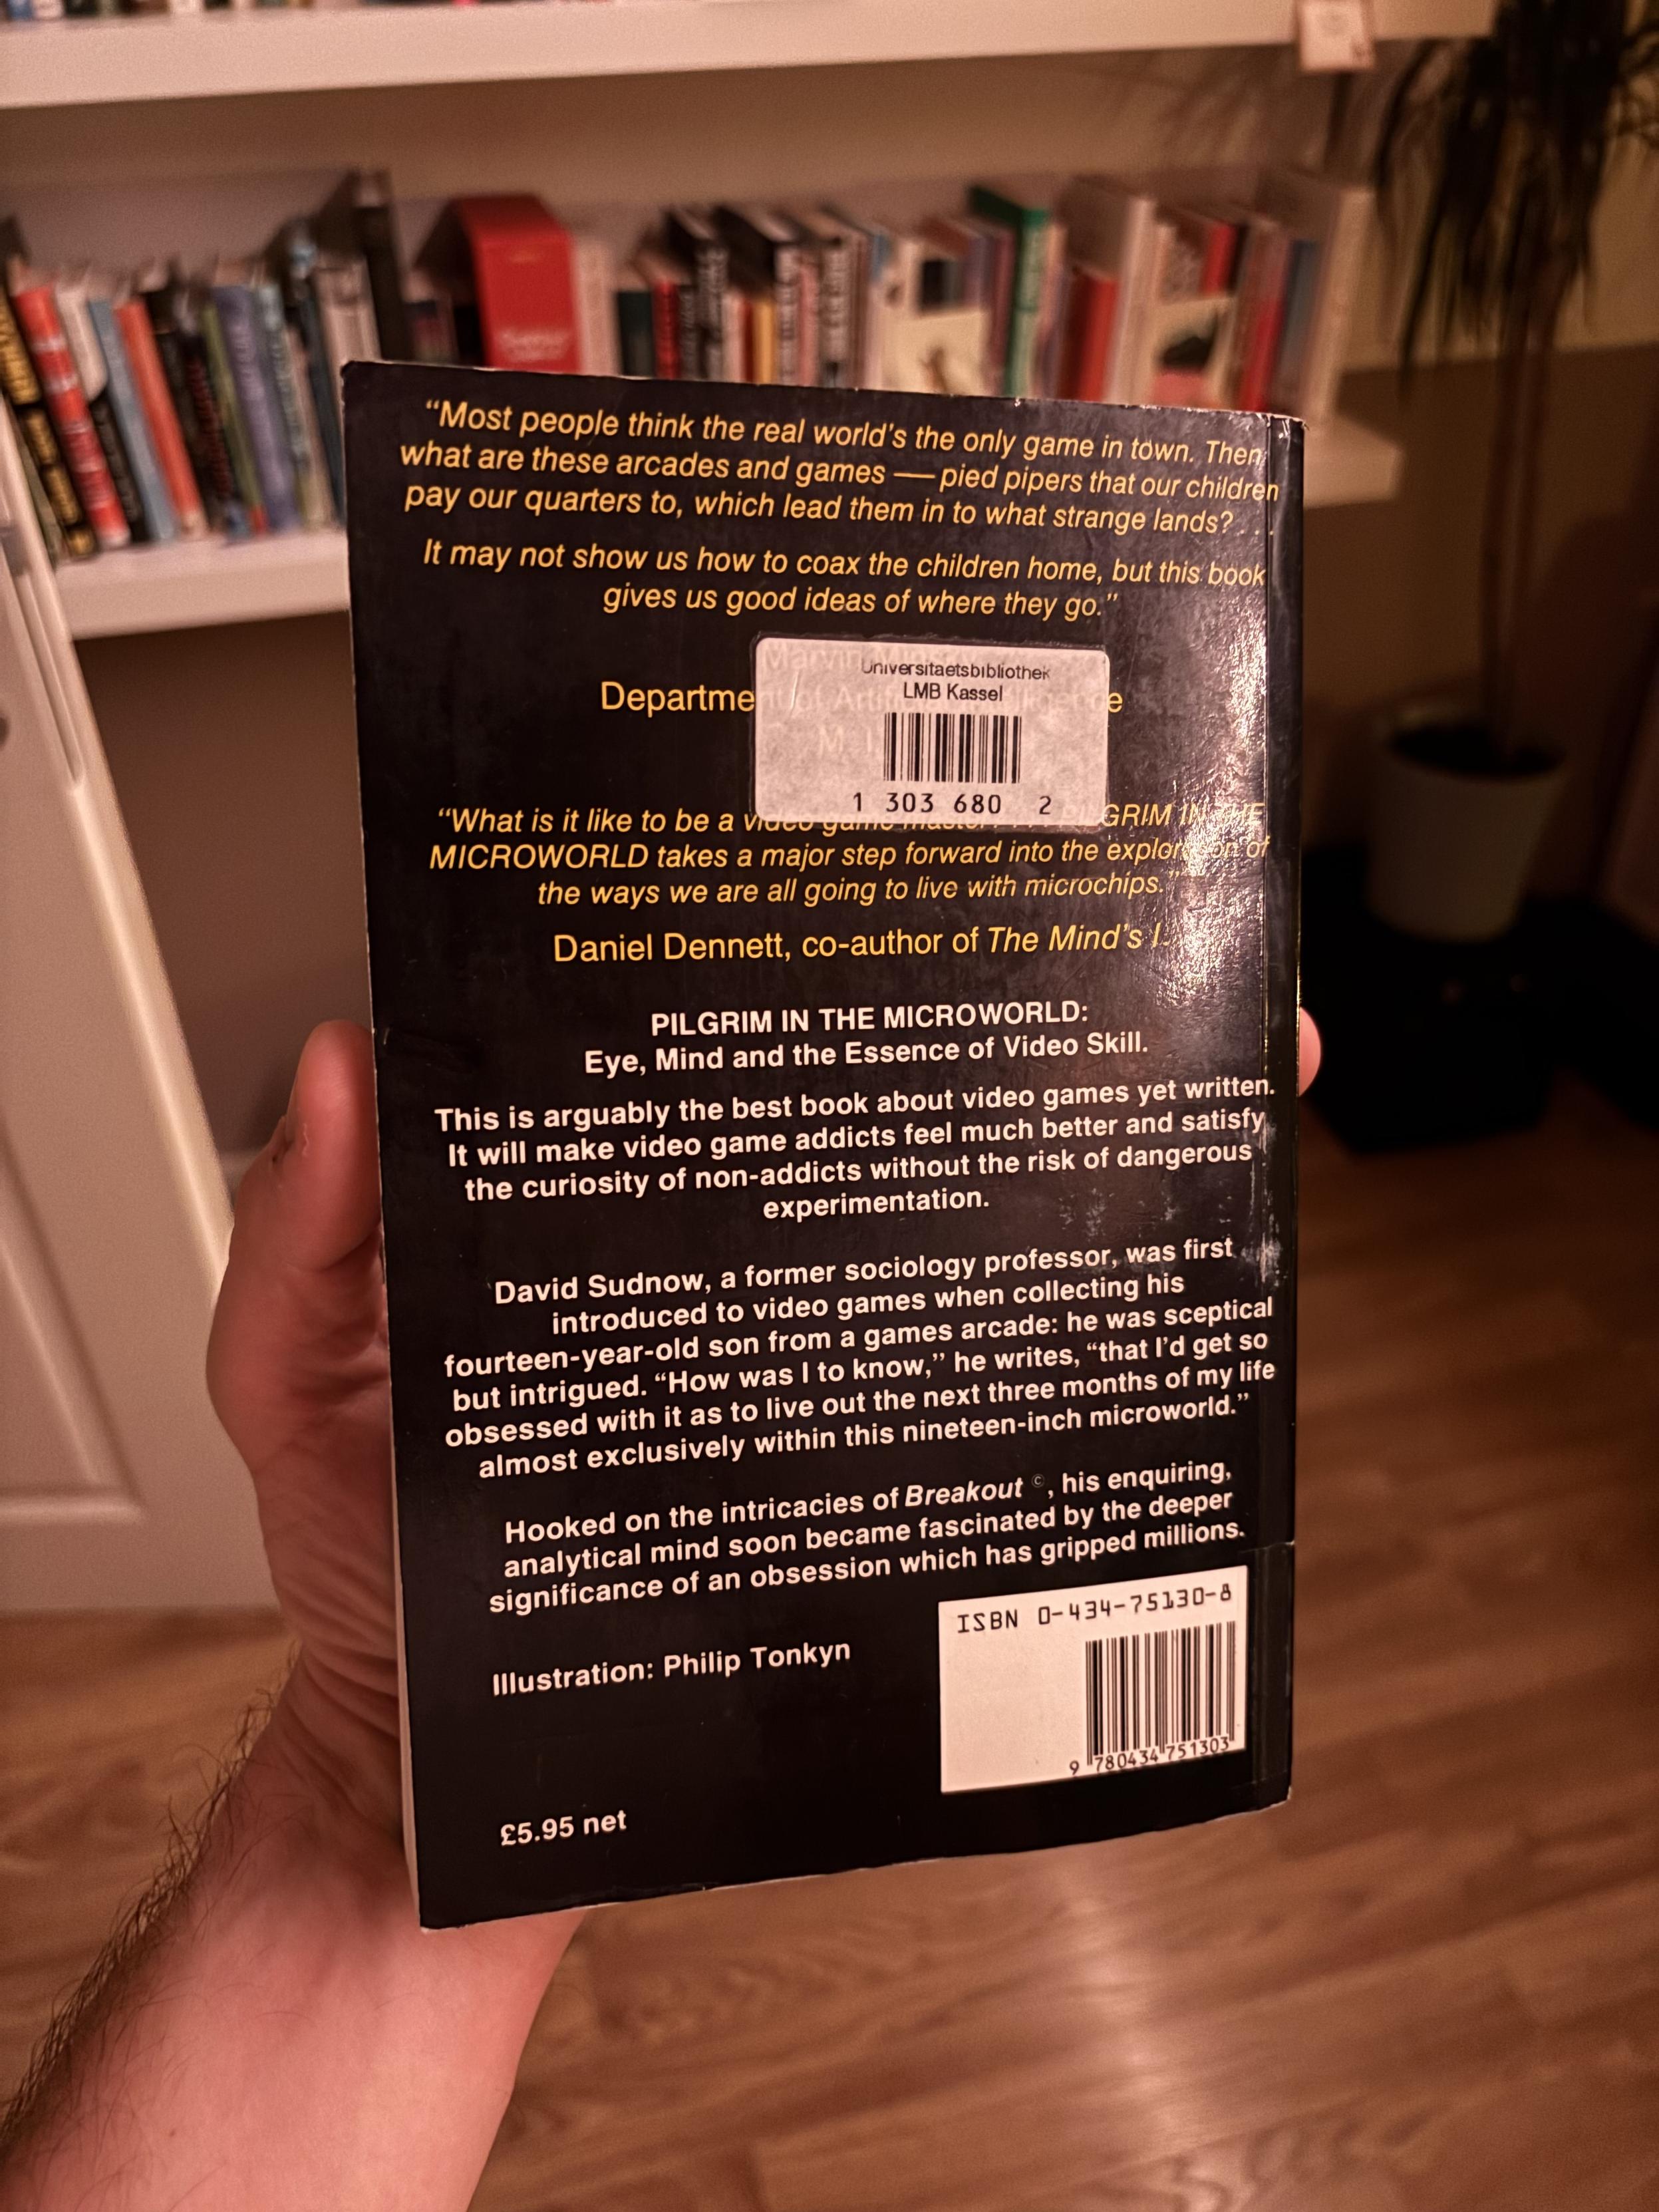 “Most people think the real world's the only game in town. Then
what are these arcades and games — pied pipers that our children
pay our quarters to, which lead them in to what strange lands? . . .
It may not show us how to coax the children home, but this book
gives us good ideas of where they go.”
Universitaetsbibliothek
LMB Kassel
1 303 680 2
“What is it like to be a video game master? PILGRIM IN THE
MICROWORLD takes a major step forward into the exploration of
the ways we are all going to live with microchips.”
Daniel Dennett, co-author of The Mind's I.
PILGRIM IN THE MICROWORLD:
Eye, Mind and the Essence of Video Skill.
This is arguably the best book about video games yet written.
It will make video game addicts feel much better and satisfy
the curiosity of non-addicts without the risk of dangerous
experimentation.
David Sudnow, a former sociology professor, was first
introduced to video games when collecting his
fourteen-year-old son from a games arcade: he was sceptical
but intrigued. “How was I to know,” he writes, “that I'd get so
obsessed with it as to live out the next three months of my life
almost exclusively within this nineteen-inch microworld.”
Hooked on the intricacies of Breakout ©, his enquiring,
analytical mind soon became fascinated by the deeper
significance of an obsession which has gripped millions.
Illustration: Philip Tonkyn
ISBN 0-434-75130-8
9 780434 751303
£5.95 net